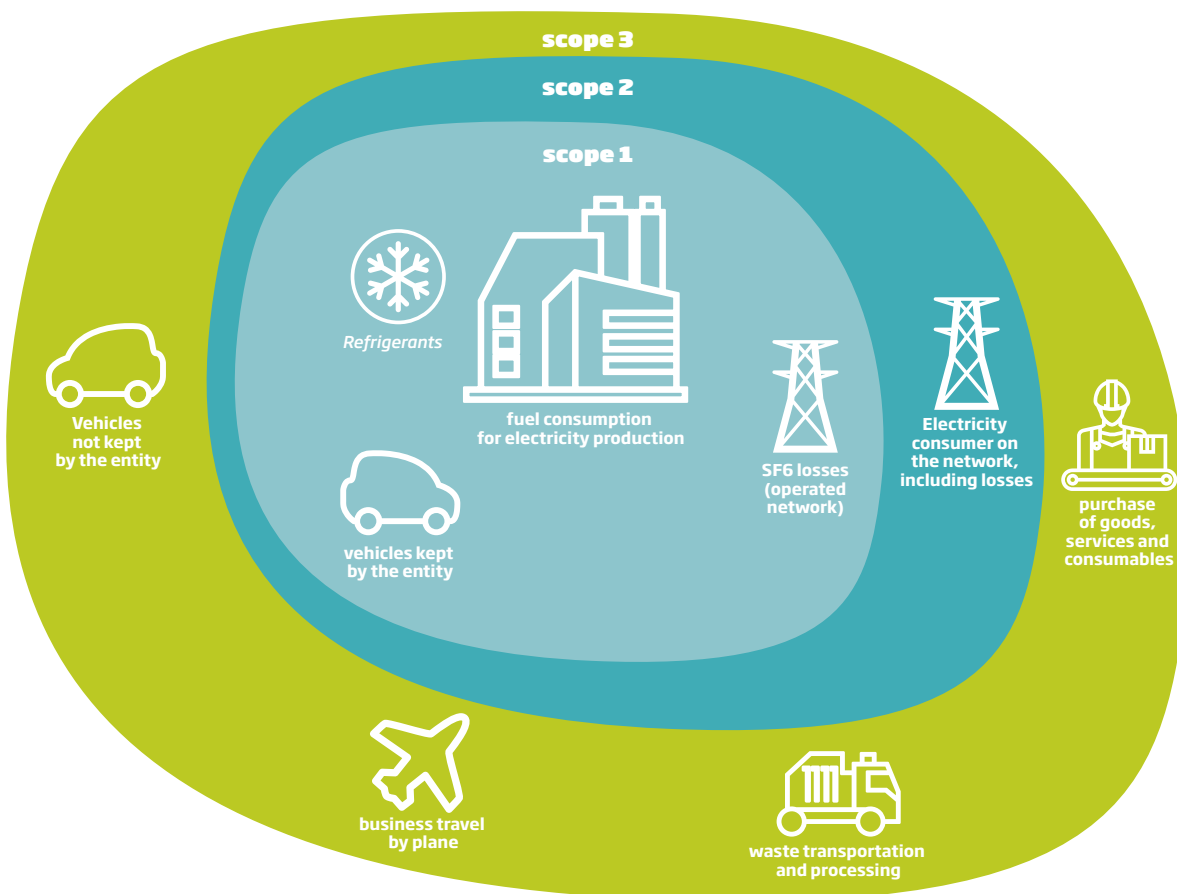 scope 3
scope 2
scope 1
Refrigerants
fuel consumption
for electricity production
Vehicles
not kept
by the entity
vehicles kept
by the entity
SF6 losses
(operated
network)
Electricity
consumer on
the network,
including losses
purchase
of goods,
services and
consumables
business travel
by plane
waste transportation
and processing